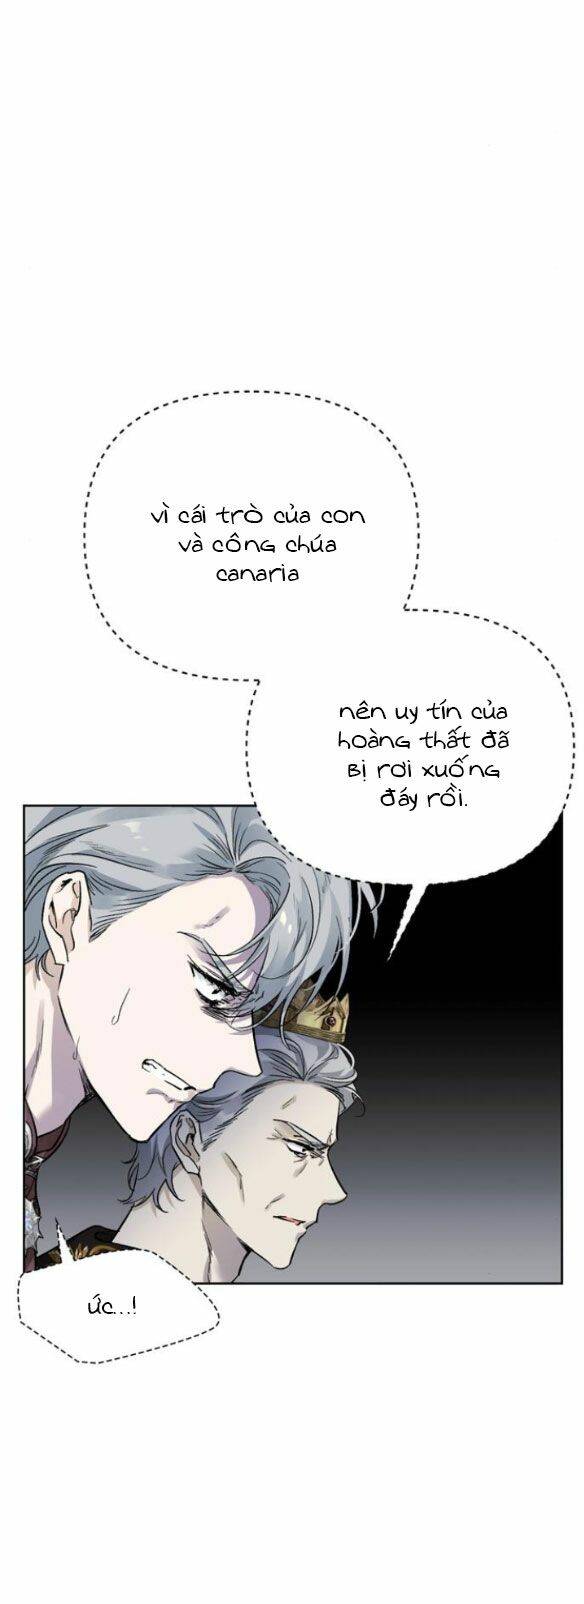 vì cái trò của con
và công chúa
canaria
nên uy tín của
hoàng thất đã
bị rơi xuống
đáy rồi.
ức...!